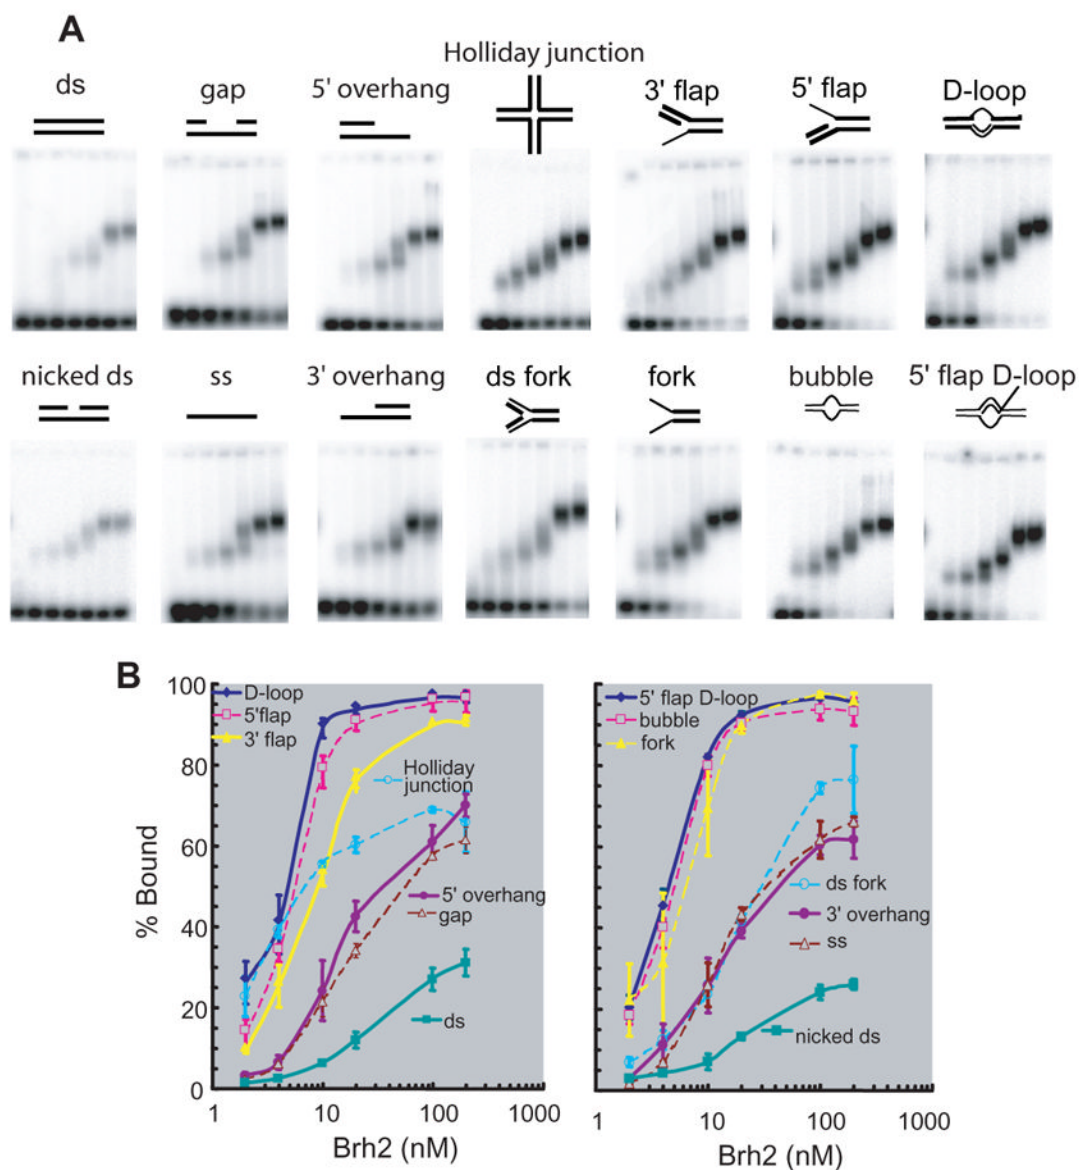 A
Holliday junction
ds
gap
5' overhang
3' flap
5' flap
D-loop
nicked ds
ss
3' overhang
ds fork
fork
bubble
5' flap D-loop
B
100
80
60
40
20
0
% Bound
D-loop
5'flap
3' flap
Holliday
junction
5' overhang
gap
ds
1
10
100
1000
Brh2 (nM)
5' flap D-loop
bubble
fork
ds fork
3' overhang
ss
nicked ds
1
10
100
1000
Brh2 (nM)